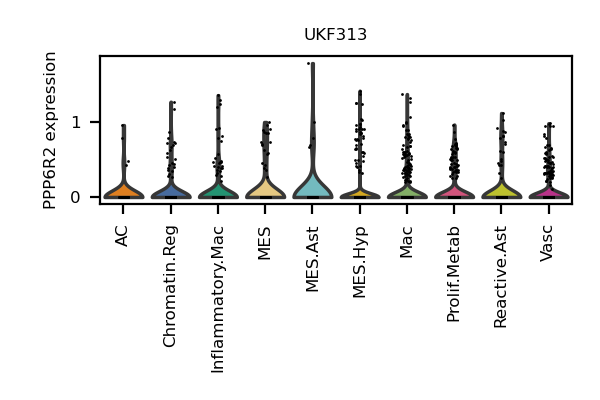 UKF313
PPP6R2 expression
1
0
AC
Chromatin.Reg
Inflammatory.Mac
MES
MES.Ast
MES.Hyp
Mac
Prolif.Metab
Reactive.Ast
Vasc